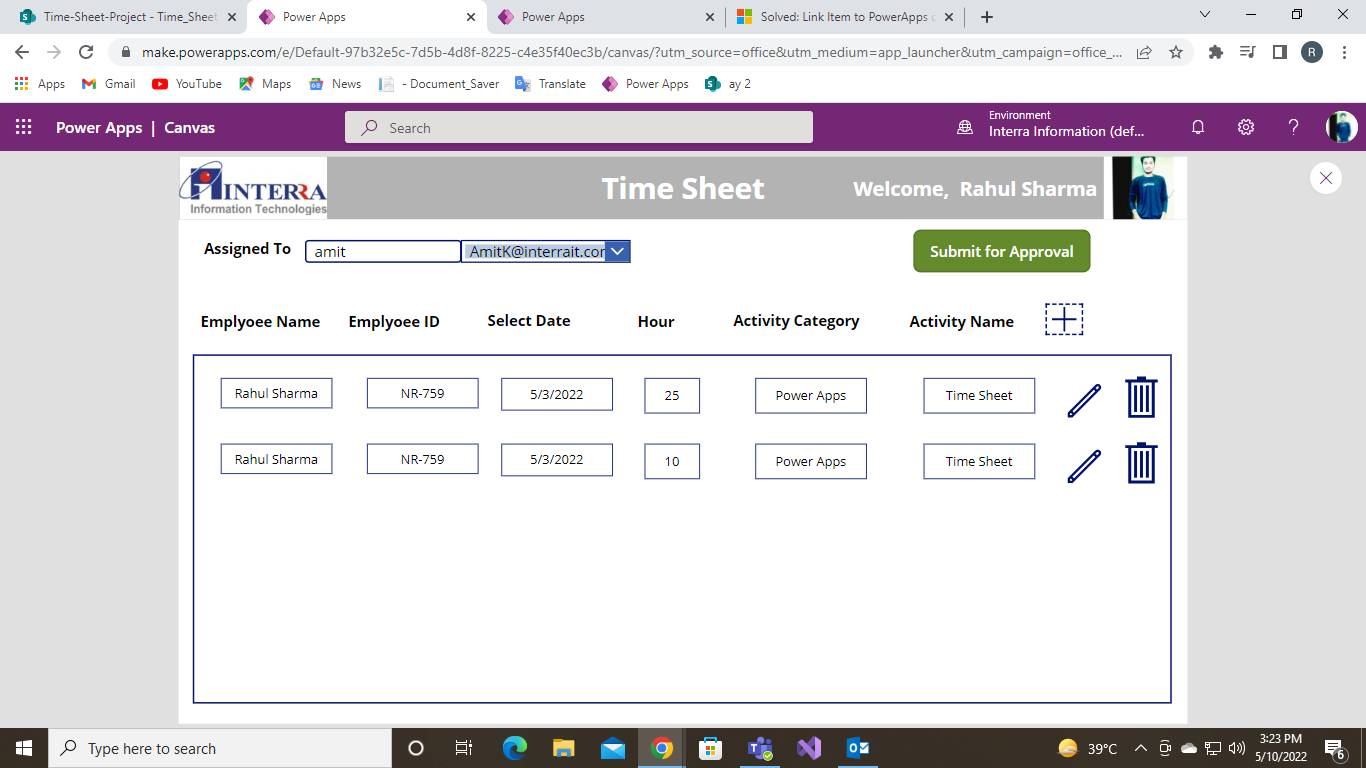 Time-Sheet-Project - Time_Sheet
Power Apps
Power Apps
Solved: Link Item to PowerApps
make.powerapps.com/e/Default-97b32e5c-7d5b-4d8f-8225-c4e35f40ec3b/canvas/?utm_source=office&utm_medium=app_launcher&utm_campaign=office_...
R
Apps
Gmail
YouTube
Maps
News
- Document_Saver
Translate
Power Apps
ay 2
Power Apps | Canvas
Search
Environment
Interra Information (def...
INTERRA
Information Technologies
Time Sheet
Welcome, Rahul Sharma
Assigned To
amit
AmitK@interrait.cor
Submit for Approval
Emplyoee Name Emplyoee ID Select Date Hour Activity Category Activity Name
Rahul Sharma NR-759 5/3/2022 25 Power Apps Time Sheet
Rahul Sharma NR-759 5/3/2022 10 Power Apps Time Sheet
Type here to search
39°C
3:23 PM
5/10/2022
6